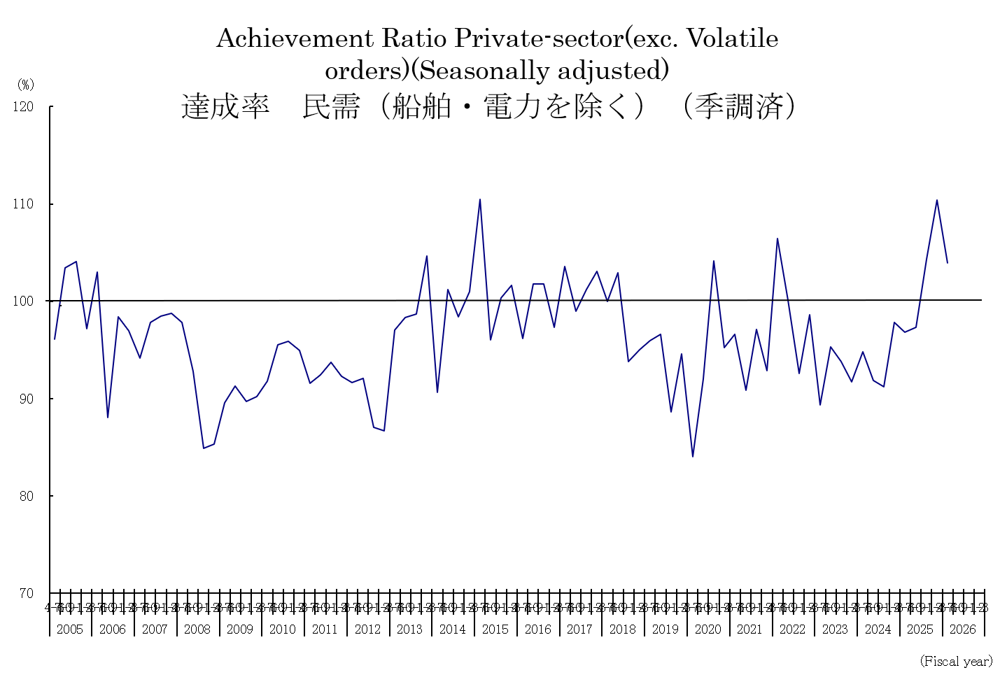 Achievement Ratio Private-sector(exc. Volatile
orders)(Seasonally adjusted)
達成率　民需（船舶・電力を除く）（季調済）
(%)
120
110
100
90
80
70
2005 2006 2007 2008 2009 2010 2011 2012 2013 2014 2015 2016 2017 2018 2019 2020 2021 2022 2023 2024 2025 2026
(Fiscal year)